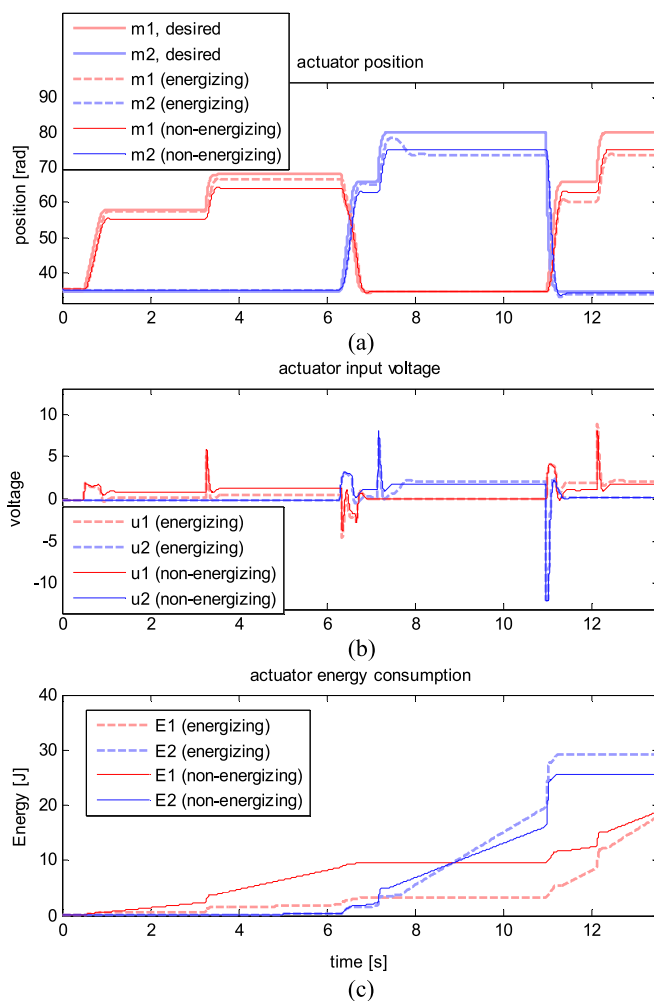 m1, desired
m2, desired
m1 (energizing)
m2 (energizing)
m1 (non-energizing)
m2 (non-energizing)
actuator position
position [rad]
90
80
70
60
50
40
0 2 4 6 8 10 12
(a)
actuator input voltage
voltage
10
5
0
-5
-10
u1 (energizing)
u2 (energizing)
u1 (non-energizing)
u2 (non-energizing)
0 2 4 6 8 10 12
(b)
actuator energy consumption
Energy [J]
40
30
20
10
0
E1 (energizing)
E2 (energizing)
E1 (non-energizing)
E2 (non-energizing)
0 2 4 6 8 10 12
time [s]
(c)